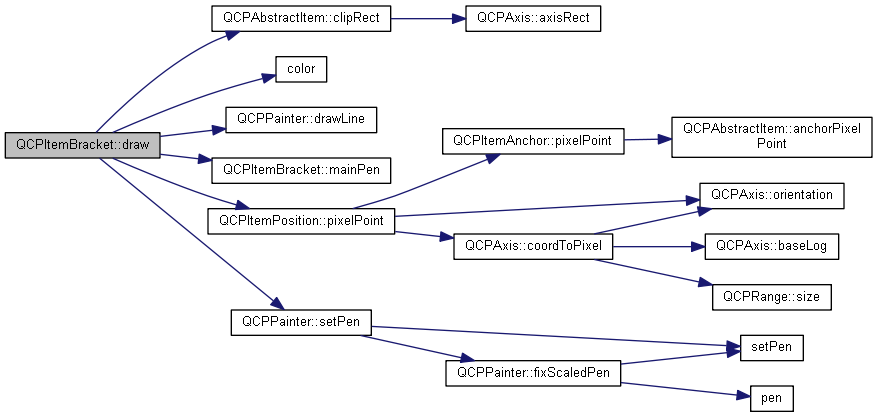 QCPAbstractItem::clipRect
QCPAxis::axisRect
color
QCPPainter::drawLine
QCPItemBracket::draw
QCPItemAnchor::pixelPoint
QCPAbstractItem::anchorPixel
Point
QCPItemBracket::mainPen
QCPItemPosition::pixelPoint
QCPAxis::orientation
QCPAxis::coordToPixel
QCPAxis::baseLog
QCPRange::size
QCPPainter::setPen
setPen
QCPPainter::fixScaledPen
pen